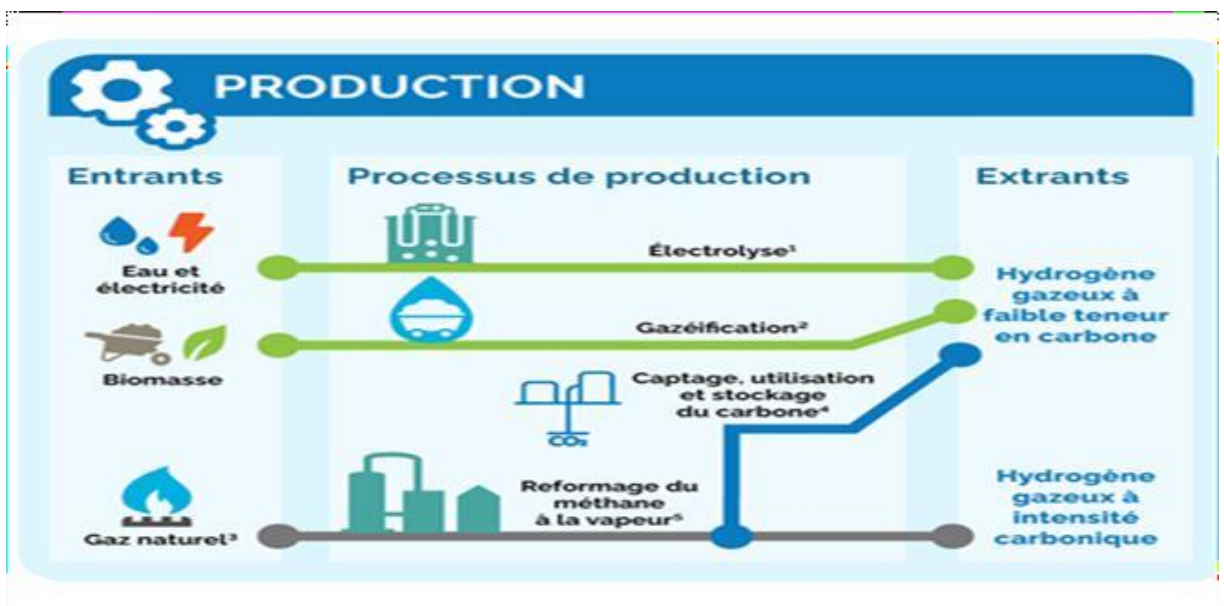 PRODUCTION
Entrants
Processus de production
Extrants
Eau et
électricité
Électrolyse¹
Hydrogène
gazeux à
faible teneur
en carbone
Biomasse
Gazéification²
Captage, utilisation
et stockage
du carbone⁴
CO₂
Gaz naturel³
Reformage du
méthane
à la vapeur⁵
Hydrogène
gazeux à
intensité
carbonique